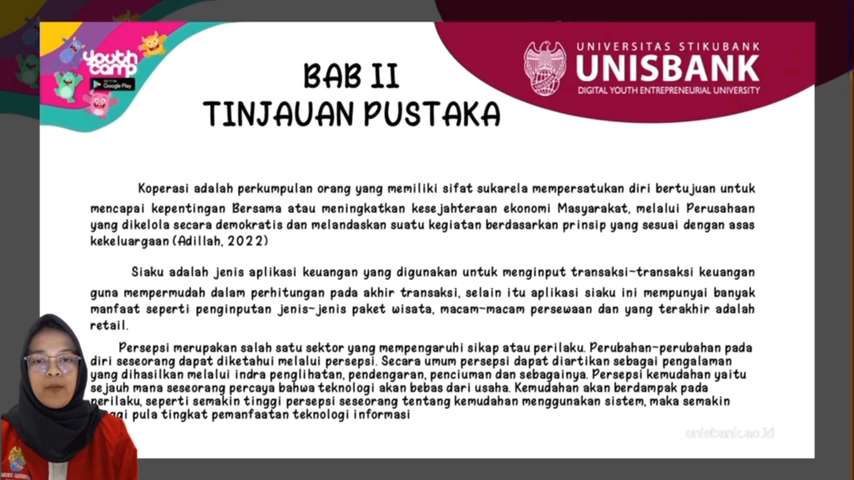 Youth
Camp
GET IT ON
Google Play
UNIVERSITAS STIKUBANK
UNISBANK
DIGITAL YOUTH ENTREPRENEURIAL UNIVERSITY
BAB II
TINJAUAN PUSTAKA
Koperasi adalah perkumpulan orang yang memiliki sifat sukarela mempersatukan diri bertujuan untuk
mencapai kepentingan Bersama atau meningkatkan kesejahteraan ekonomi Masyarakat, melalui Perusahaan
yang dikelola secara demokratis dan melandaskan suatu kegiatan berdasarkan prinsip yang sesuai dengan asas
kekeluargaan (Adillah, 2022)
Siaku adalah jenis aplikasi keuangan yang digunakan untuk menginput transaksi-transaksi keuangan
guna mempermudah dalam perhitungan pada akhir transaksi, selain itu aplikasi siaku ini mempunyai banyak
manfaat seperti penginputan jenis-jenis paket wisata, macam-macam persewaan dan yang terakhir adalah
retail.
Persepsi merupakan salah satu sektor yang mempengaruhi sikap atau perilaku. Perubahan-perubahan pada
diri seseorang dapat diketahui melalui persepsi. Secara umum persepsi dapat diartikan sebagai pengalaman
yang dihasilkan melalui indra penglihatan, pendengaran, penciuman dan sebagainya. Persepsi kemudahan yaitu
sejauh mana seseorang percaya bahwa teknologi akan bebas dari usaha. Kemudahan akan berdampak pada
perilaku, seperti semakin tinggi persepsi seseorang tentang kemudahan menggunakan sistem, maka semakin
pula tingkat pemanfaatan teknologi informasi
unisbank.ac.id